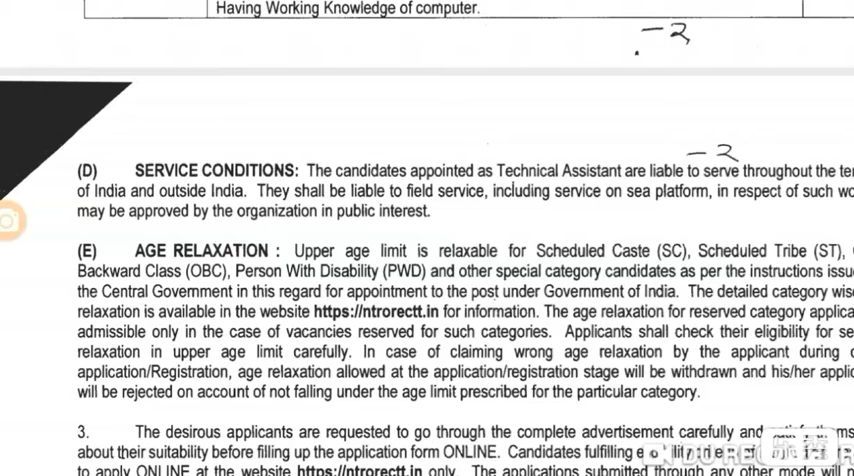 Having Working Knowledge of computer.
-2
-2
(D) SERVICE CONDITIONS: The candidates appointed as Technical Assistant are liable to serve throughout the
of India and outside India. They shall be liable to field service, including service on sea platform, in respect of such
may be approved by the organization in public interest.
(E) AGE RELAXATION : Upper age limit is relaxable for Scheduled Caste (SC), Scheduled Tribe (ST),
Backward Class (OBC), Person With Disability (PWD) and other special category candidates as per the instructions
the Central Government in this regard for appointment to the post under Government of India. The detailed category
relaxation is available in the website https://ntrorectt.in for information. The age relaxation for reserved category
admissible only in the case of vacancies reserved for such categories. Applicants shall check their eligibility for
relaxation in upper age limit carefully. In case of claiming wrong age relaxation by the applicant during
application/Registration, age relaxation allowed at the application/registration stage will be withdrawn and his/her
will be rejected on account of not falling under the age limit prescribed for the particular category.
3. The desirous applicants are requested to go through the complete advertisement carefully and
about their suitability before filling up the application form ONLINE. Candidates fulfilling
to apply ONLINE at the website https://ntrorectt.in only. The applications submitted through any other mode will